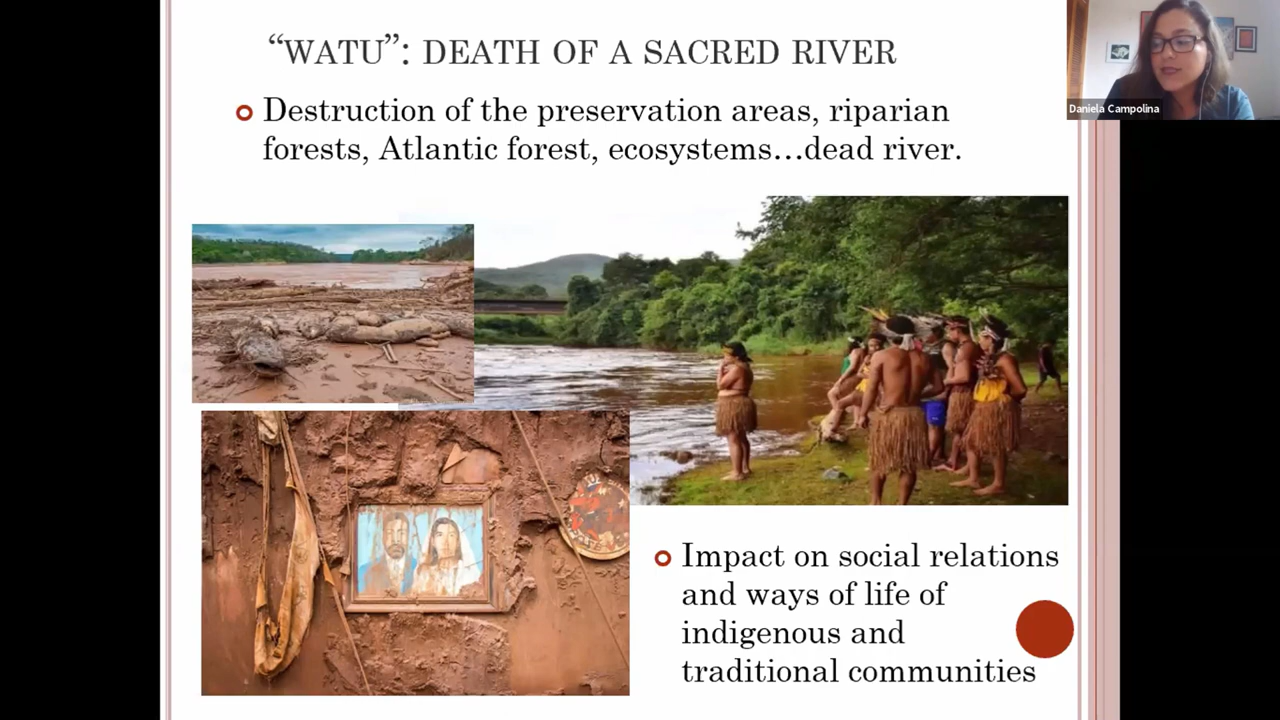 “WATU”: DEATH OF A SACRED RIVER
Destruction of the preservation areas, riparian
forests, Atlantic forest, ecosystems...dead river.
Daniela Campolina
Impact on social relations
and ways of life of
indigenous and
traditional communities